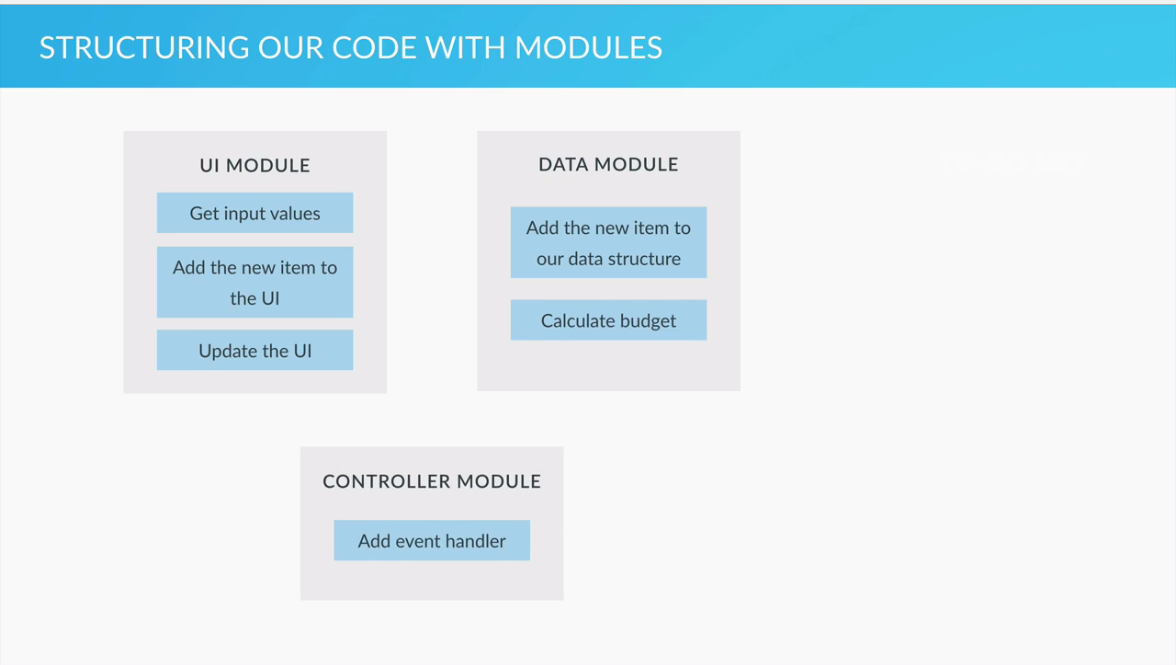 STRUCTURING OUR CODE WITH MODULES
UI MODULE
Get input values
Add the new item to
the UI
Update the UI
DATA MODULE
Add the new item to
our data structure
Calculate budget
CONTROLLER MODULE
Add event handler